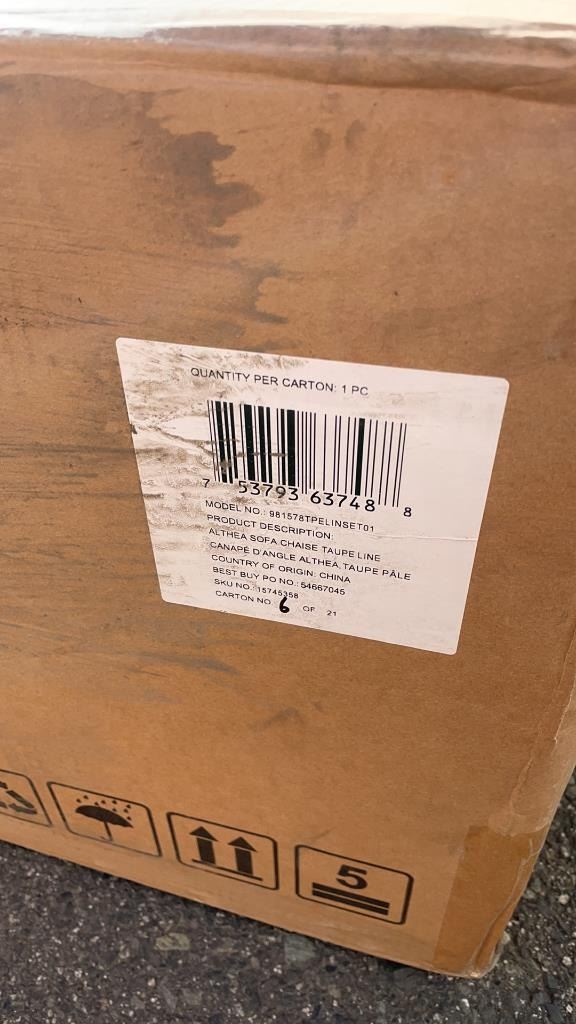 QUANTITY PER CARTON: 1 PC
7 53793 63748 8
MODEL NO.: 981578TPELINSET01
PRODUCT DESCRIPTION:
ALTHEA SOFA CHAISE TAUPE LINE
CANAPÉ D'ANGLE ALTHEA, TAUPE PÂLE
COUNTRY OF ORIGIN: CHINA
BEST BUY PO NO.: 54667045
SKU NO.: 15745358
CARTON NO. 6 OF 21
5